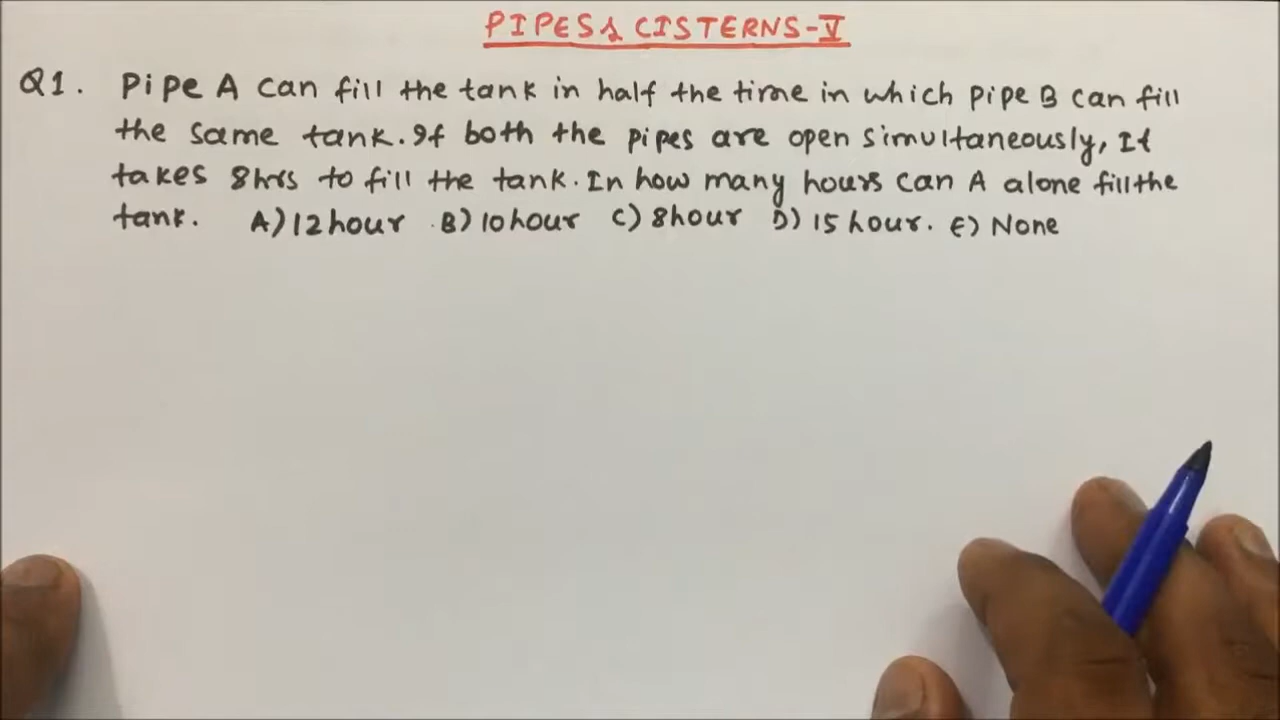 PIPES & CISTERNS-V
Q1. Pipe A can fill the tank in half the time in which pipe B can fill
the same tank. If both the pipes are open simultaneously, It
takes 8hrs to fill the tank. In how many hours can A alone fill the
tank. A) 12 hour B) 10 hour C) 8 hour D) 15 hour. E) None